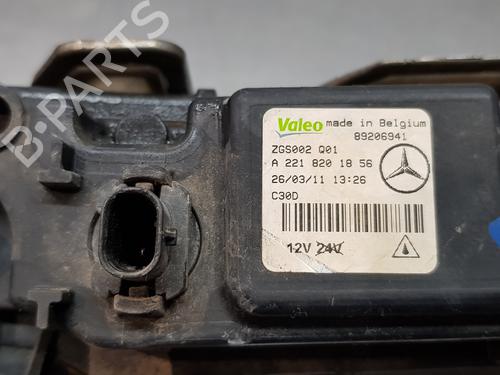 B-PARTS
Valeo made in Belgium
89206941
ZGS002 Q01
A 221 820 18 56
26/03/11 13:26
C30D
12V 24V